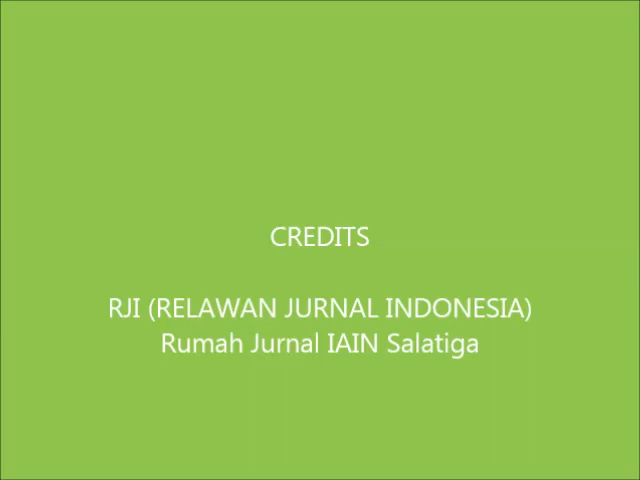 CREDITS
RJI (RELAWAN JURNAL INDONESIA)
Rumah Jurnal IAIN Salatiga